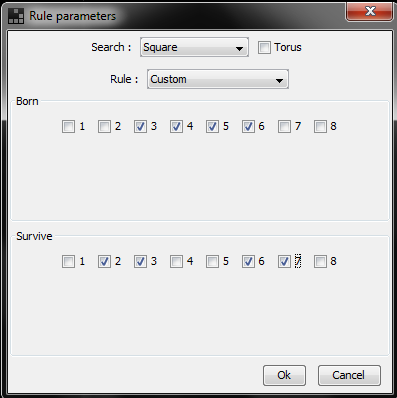 Rule parameters
Search : Square Torus
Rule : Custom
Born
1 2 3 4 5 6 7 8
Survive
1 2 3 4 5 6 7 8
Ok Cancel